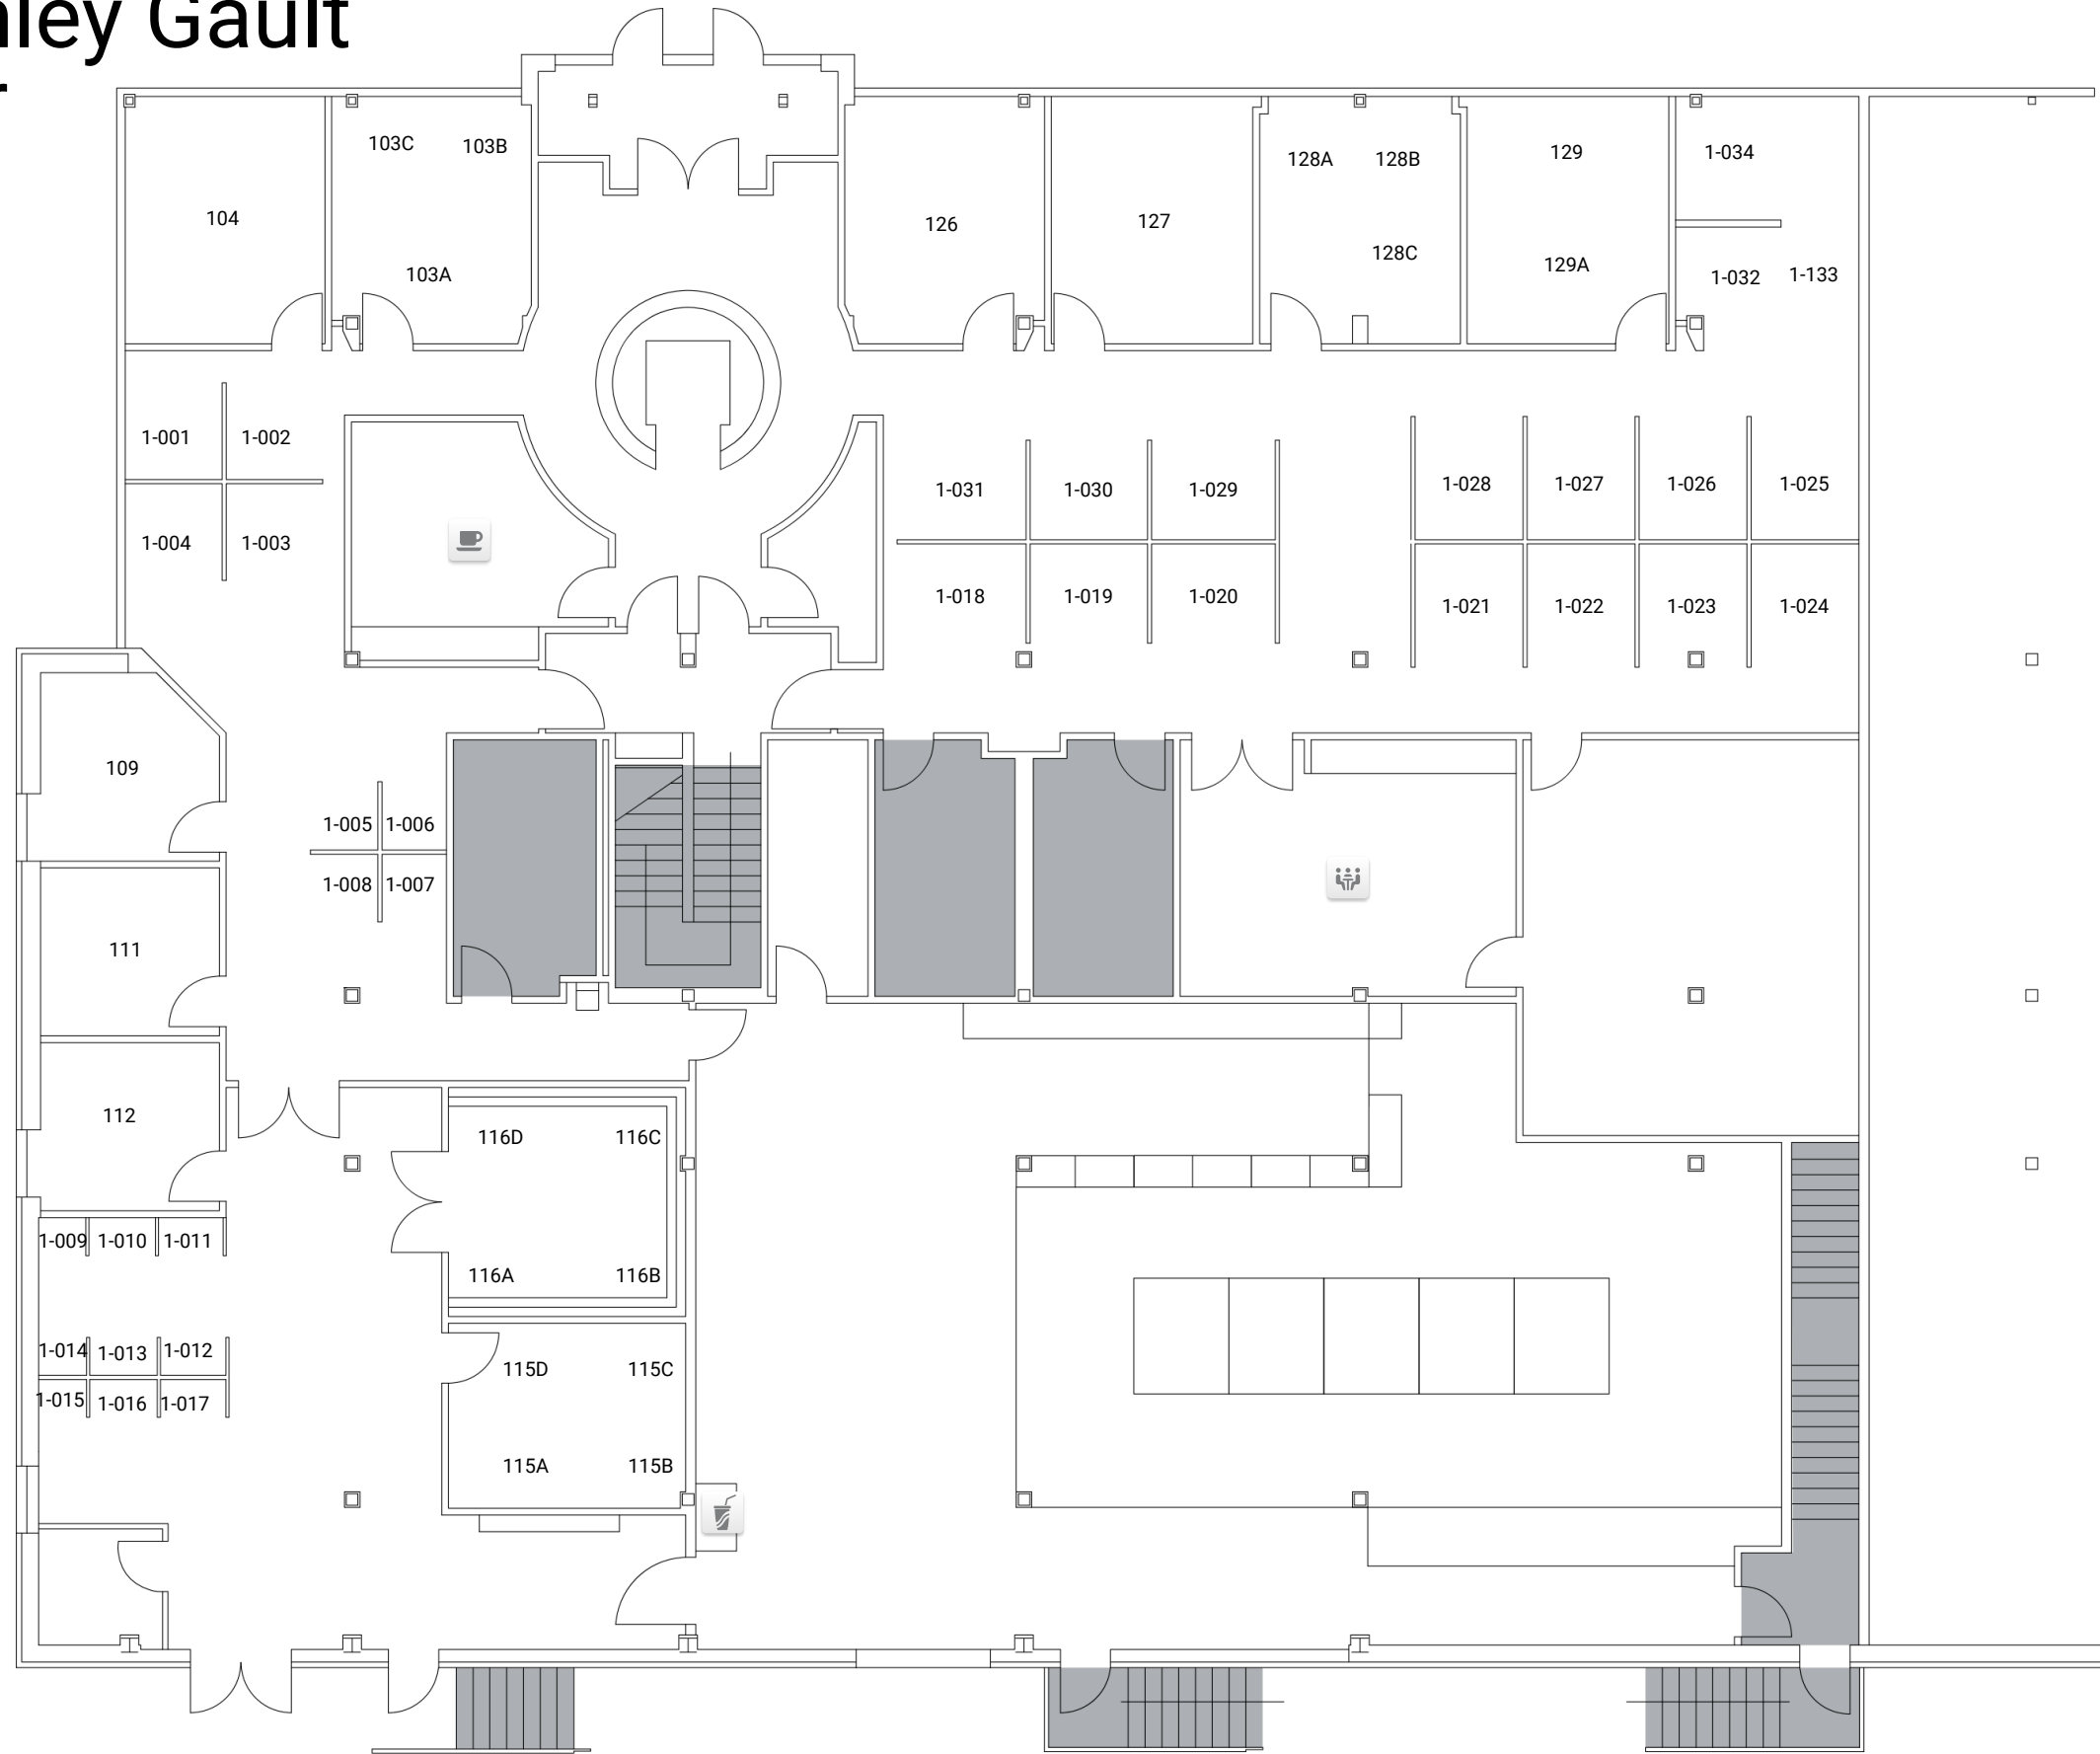 nley Gault
103C 103B
128A 128B 129 1-034
104 126 127
103A 128C 129A 1-032 1-133
1-001 1-002
1-031 1-030 1-029 1-028 1-027 1-026 1-025
1-004 1-003
1-018 1-019 1-020 1-021 1-022 1-023 1-024
109
1-005 1-006
1-008 1-007
111
112
116D 116C
1-009 1-010 1-011
116A 116B
1-014 1-013 1-012
115D 115C
1-015 1-016 1-017
115A 115B